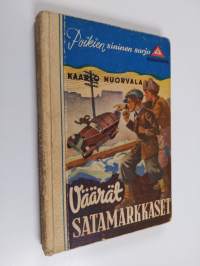 Poikien sininen sarja
KAARLO NUORVALA
Väärät
SATAMARKKASET